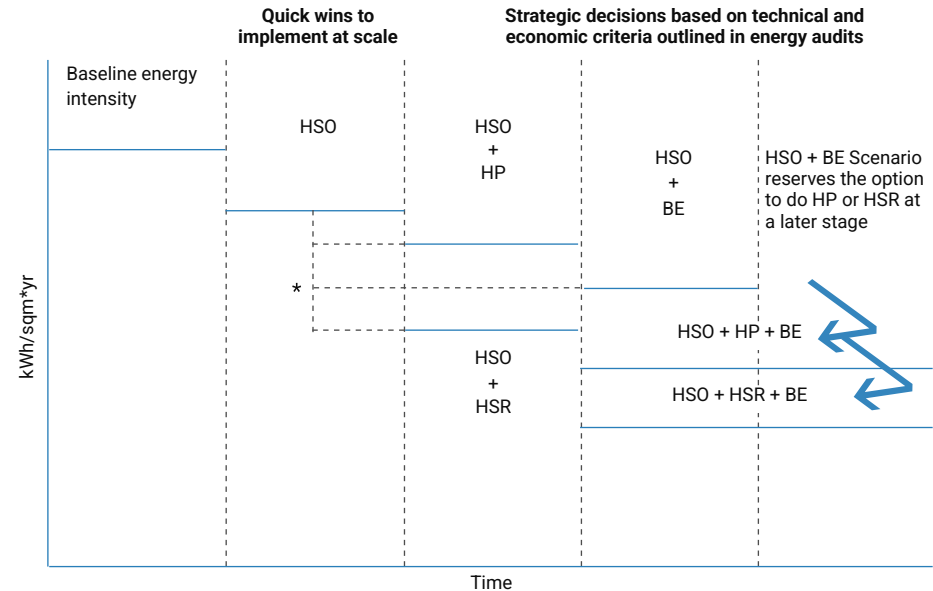 Quick wins to
implement at scale
Strategic decisions based on technical and
economic criteria outlined in energy audits
Baseline energy
intensity
HSO
HSO
+
HP
HSO
+
BE
HSO + BE Scenario
reserves the option
to do HP or HSR at
a later stage
*
HSO + HP + BE
HSO
+
HSR
HSO + HSR + BE
kWh/sqm*yr
Time